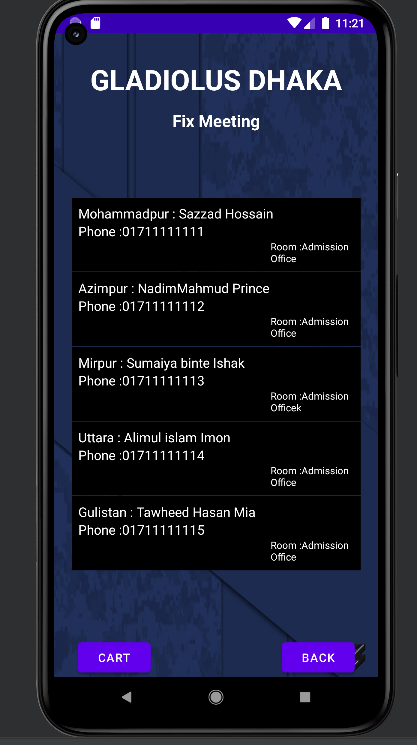 11:21
GLADIOLUS DHAKA
Fix Meeting
Mohammadpur : Sazzad Hossain
Phone :01711111111
Room :Admission
Office
Azimpur : NadimMahmud Prince
Phone :01711111112
Room :Admission
Office
Mirpur : Sumaiya binte Ishak
Phone :01711111113
Room :Admission
Officek
Uttara : Alimul islam Imon
Phone :01711111114
Room :Admission
Office
Gulistan : Tawheed Hasan Mia
Phone :01711111115
Room :Admission
Office
CART BACK